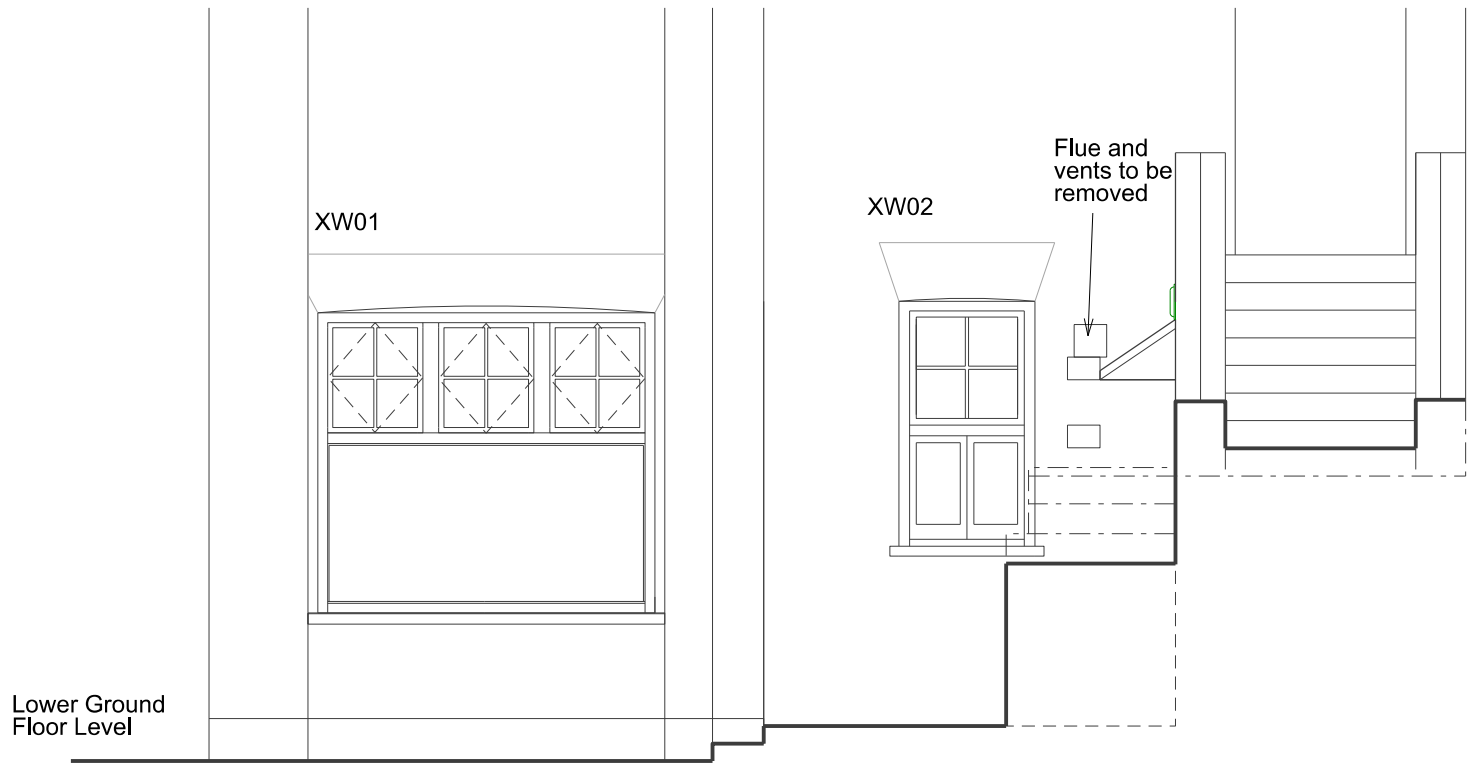 Flue and
vents to be
removed
XW02
XW01
Lower Ground
Floor Level